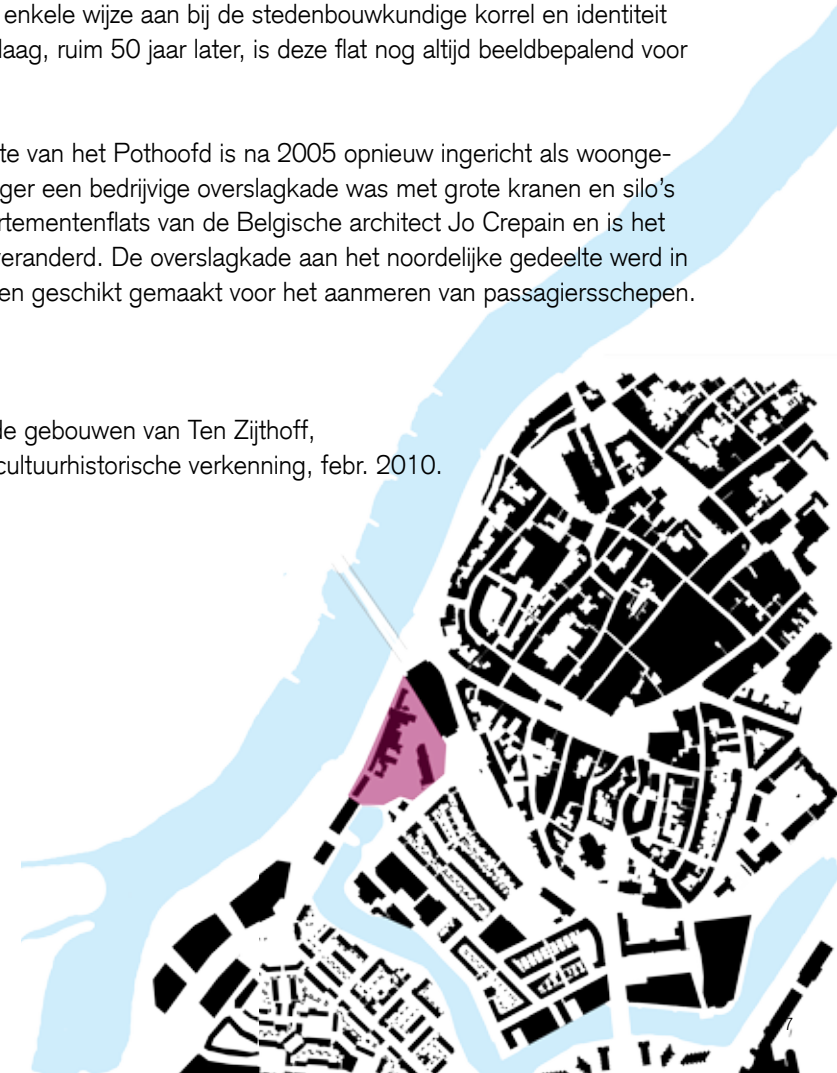 enkele wijze aan bij de stedenbouwkundige korrel en identiteit
laag, ruim 50 jaar later, is deze flat nog altijd beeldbepalend voor
te van het Pothoofd is na 2005 opnieuw ingericht als woonge-
ger een bedrijvige overslagkade was met grote kranen en silo’s
rtementenflats van de Belgische architect Jo Crepain en is het
veranderd. De overslagkade aan het noordelijke gedeelte werd in
en geschikt gemaakt voor het aanmeren van passagiersschepen.
de gebouwen van Ten Zijthoff,
cultuurhistorische verkenning, febr. 2010.
7